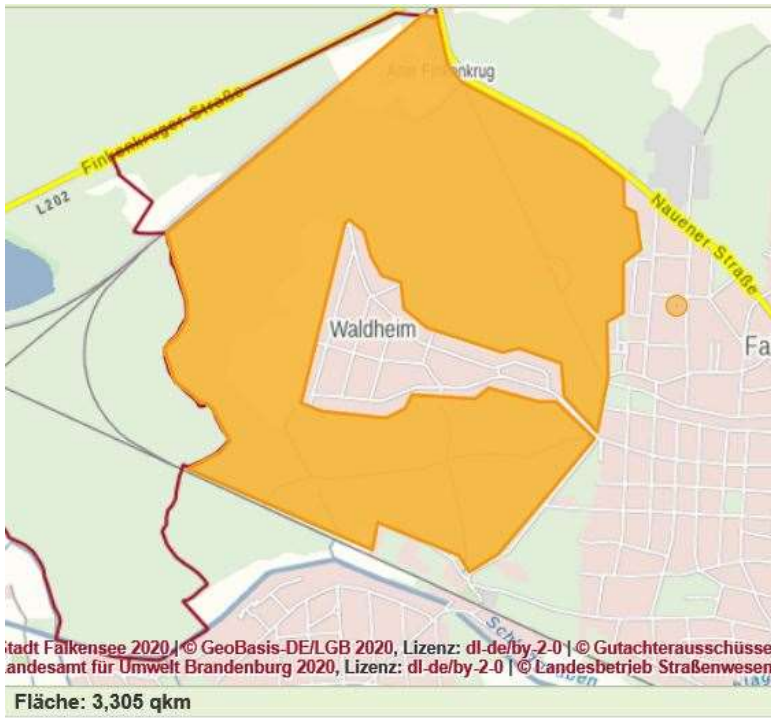 Alter Finkenkrug
Finkenkruger Straße
L202
Nauener Straße
Waldheim
Fa
Stadt Falkensee 2020 | © GeoBasis-DE/LGB 2020, Lizenz: dl-de/by-2-0 | © Gutachterausschüsse
andesamt für Umwelt Brandenburg 2020, Lizenz: dl-de/by-2-0 | © Landesbetrieb Straßenwesen
Fläche: 3,305 qkm